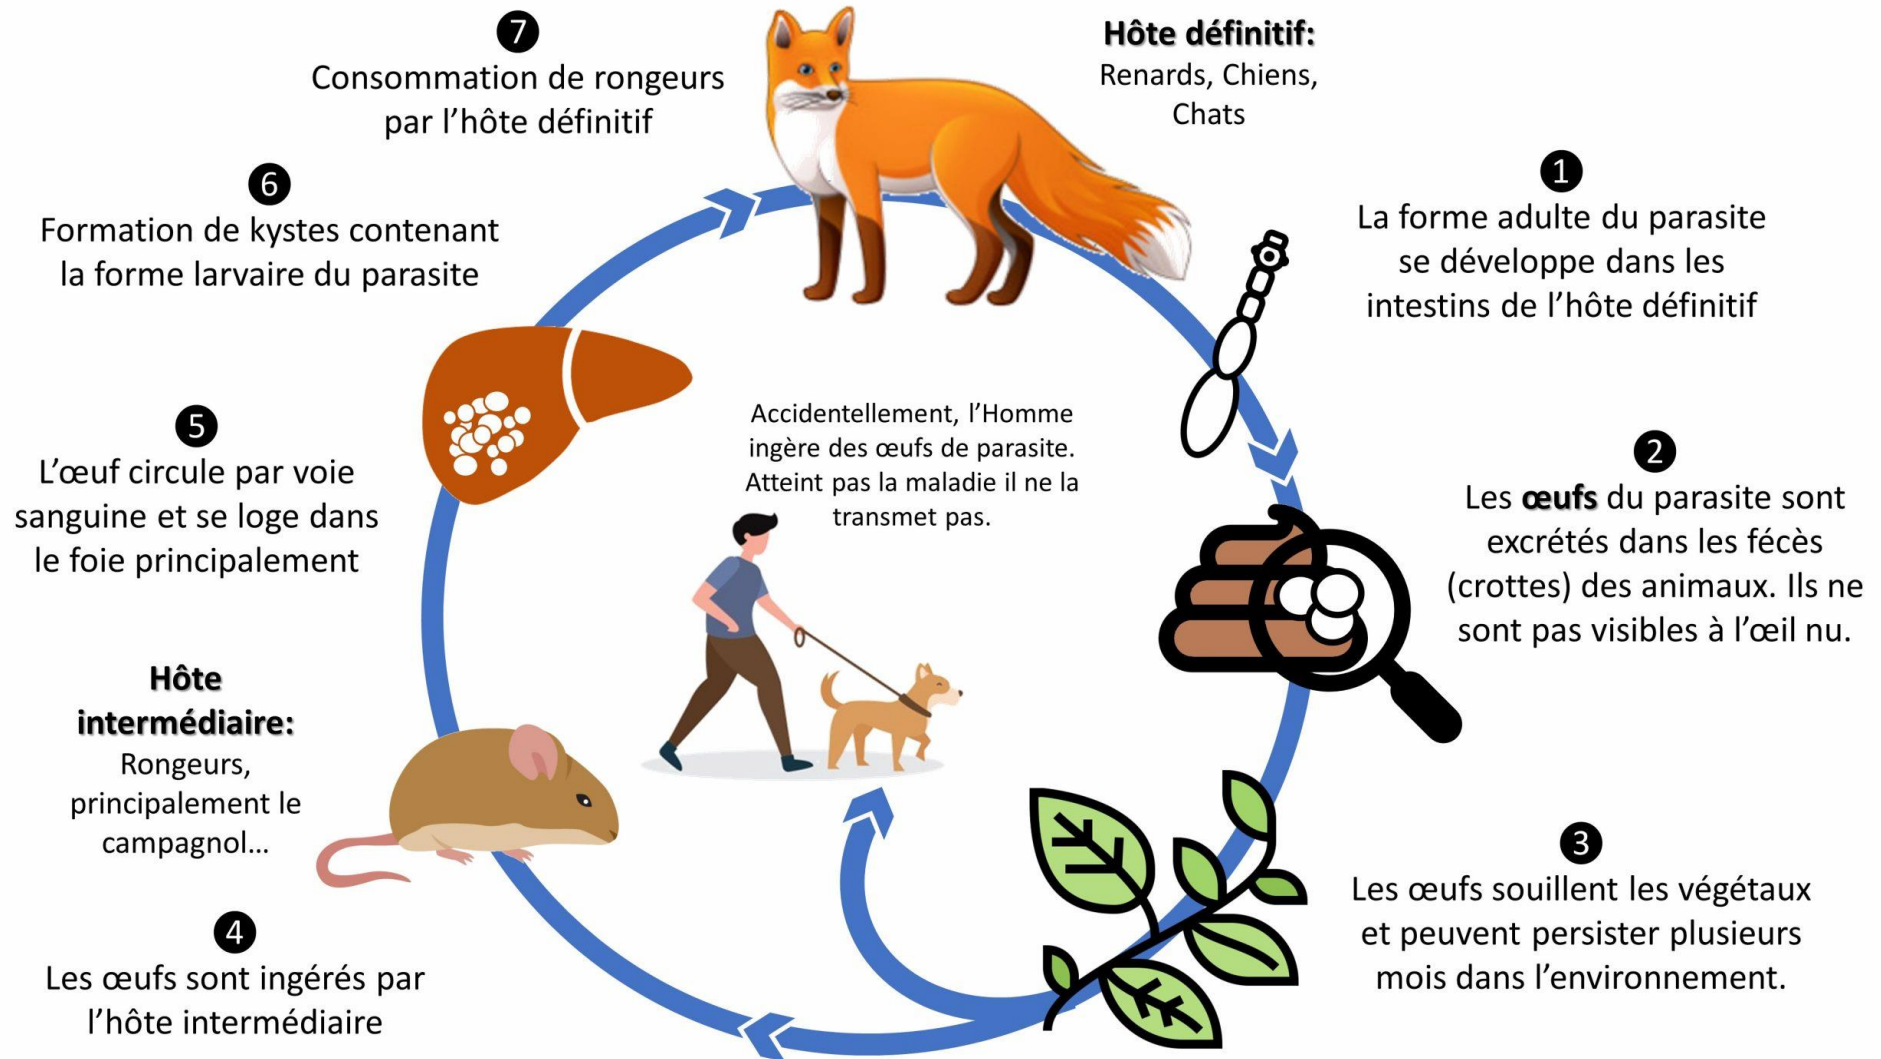 Hôte définitif:
Renards, Chiens,
Chats
1
La forme adulte du parasite
se développe dans les
intestins de l’hôte définitif
2
Les œufs du parasite sont
excrétés dans les fécès
(crottes) des animaux. Ils ne
sont pas visibles à l’œil nu.
3
Les œufs souillent les végétaux
et peuvent persister plusieurs
mois dans l’environnement.
4
Les œufs sont ingérés par
l’hôte intermédiaire
Hôte
intermédiaire:
Rongeurs,
principalement le
campagnol...
5
L’œuf circule par voie
sanguine et se loge dans
le foie principalement
6
Formation de kystes contenant
la forme larvaire du parasite
7
Consommation de rongeurs
par l’hôte définitif
Accidentellement, l’Homme
ingère des œufs de parasite.
Atteint pas la maladie il ne la
transmet pas.